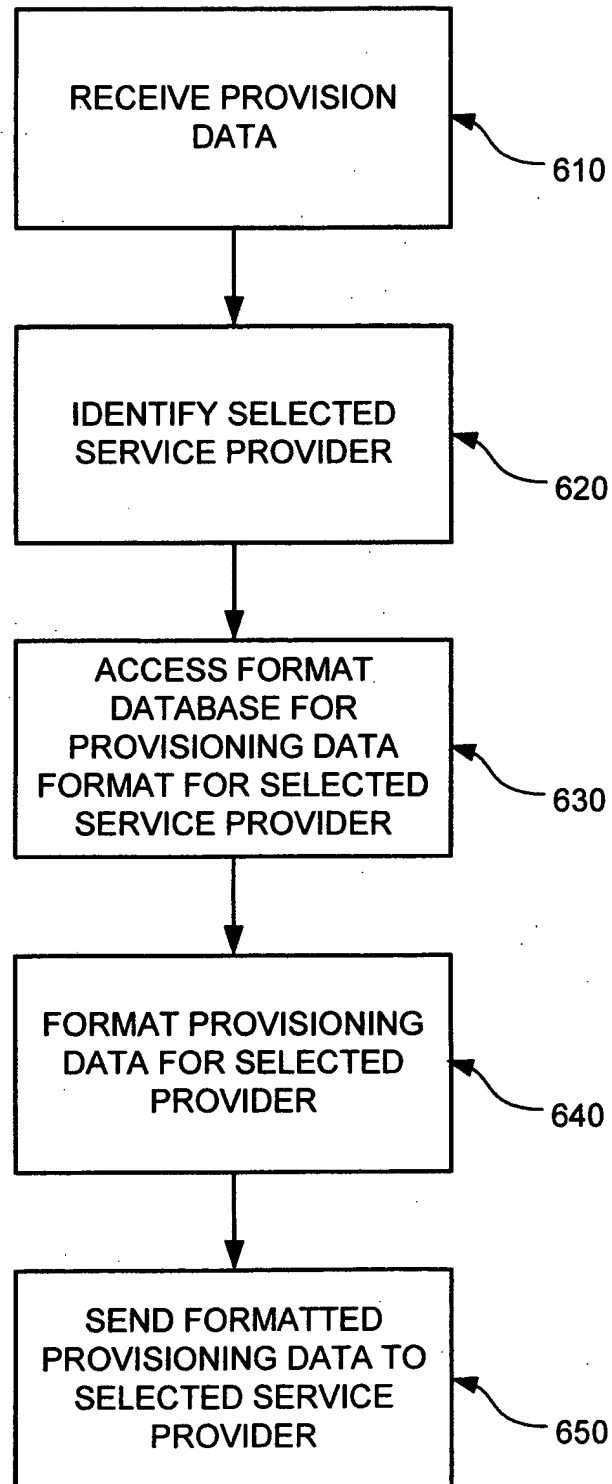 RECEIVE PROVISION
DATA
610
IDENTIFY SELECTED
SERVICE PROVIDER
620
ACCESS FORMAT
DATABASE FOR
PROVISIONING DATA
FORMAT FOR SELECTED
SERVICE PROVIDER
630
FORMAT PROVISIONING
DATA FOR SELECTED
PROVIDER
640
SEND FORMATTED
PROVISIONING DATA TO
SELECTED SERVICE
PROVIDER
650